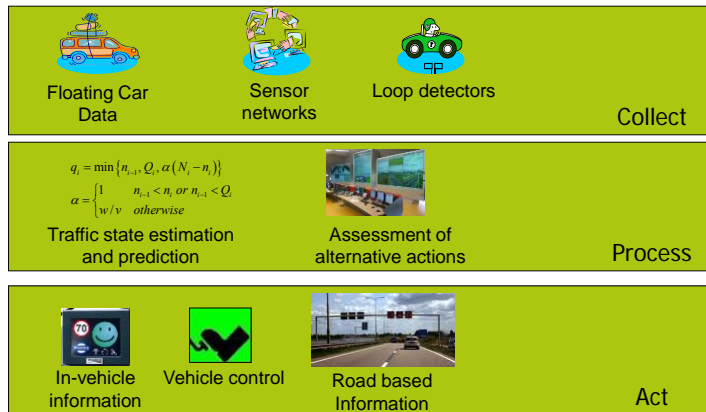 Floating Car
Data
Sensor
networks
Loop detectors
Collect
q_i = min{n_{i-1}, Q_i, α(N_i − n_i)}
α = {1 n_{i-1} < n_i or n_{i-1} < Q_i
w/v otherwise
Traffic state estimation
and prediction
Assessment of
alternative actions
Process
70
In-vehicle
information
Vehicle control
Road based
Information
Act